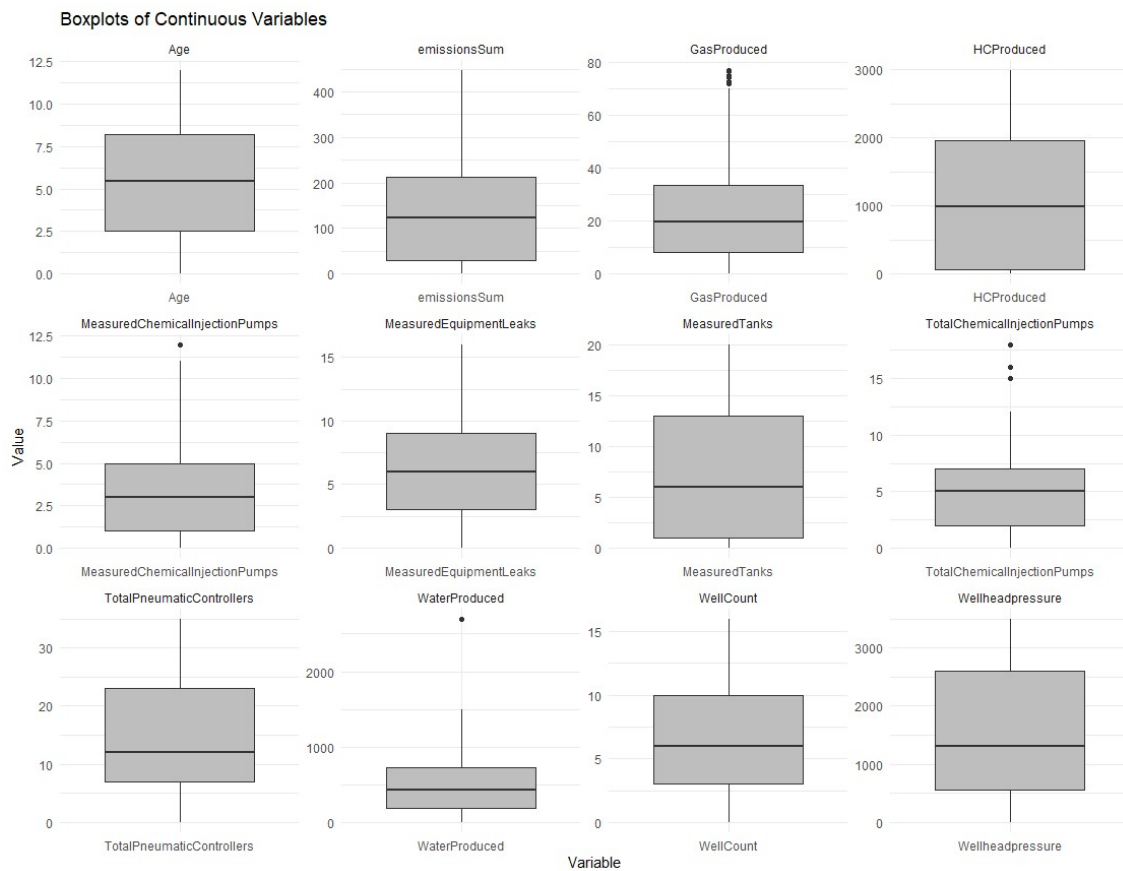 Boxplots of Continuous Variables
Age
emissionsSum
GasProduced
HCProduced
12.5
10.0
7.5
5.0
2.5
0.0
400
300
200
100
0
80
60
40
20
0
3000
2000
1000
0
Age
emissionsSum
GasProduced
HCProduced
MeasuredChemicalInjectionPumps
MeasuredEquipmentLeaks
MeasuredTanks
TotalChemicalInjectionPumps
12.5
10.0
7.5
5.0
2.5
0.0
15
10
5
0
20
15
10
5
0
15
10
5
0
Value
MeasuredChemicalInjectionPumps
MeasuredEquipmentLeaks
MeasuredTanks
TotalChemicalInjectionPumps
TotalPneumaticControllers
WaterProduced
WellCount
Wellheadpressure
30
20
10
0
2000
1000
0
15
10
5
0
3000
2000
1000
0
TotalPneumaticControllers
WaterProduced
WellCount
Wellheadpressure
Variable